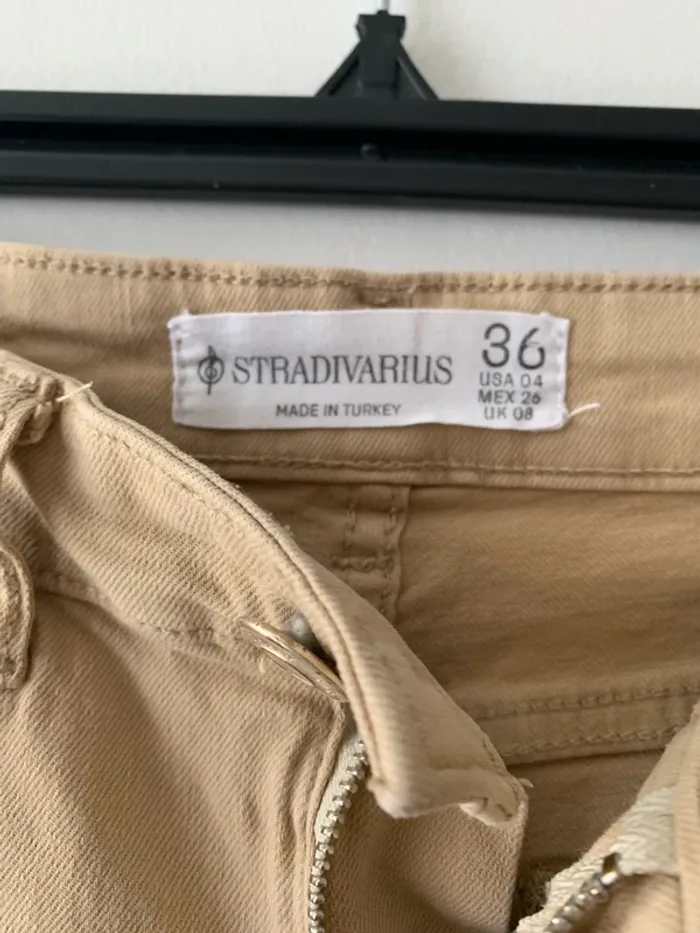 STRADIVARIUS
MADE IN TURKEY
36
USA 04
MEX 26
UK 08